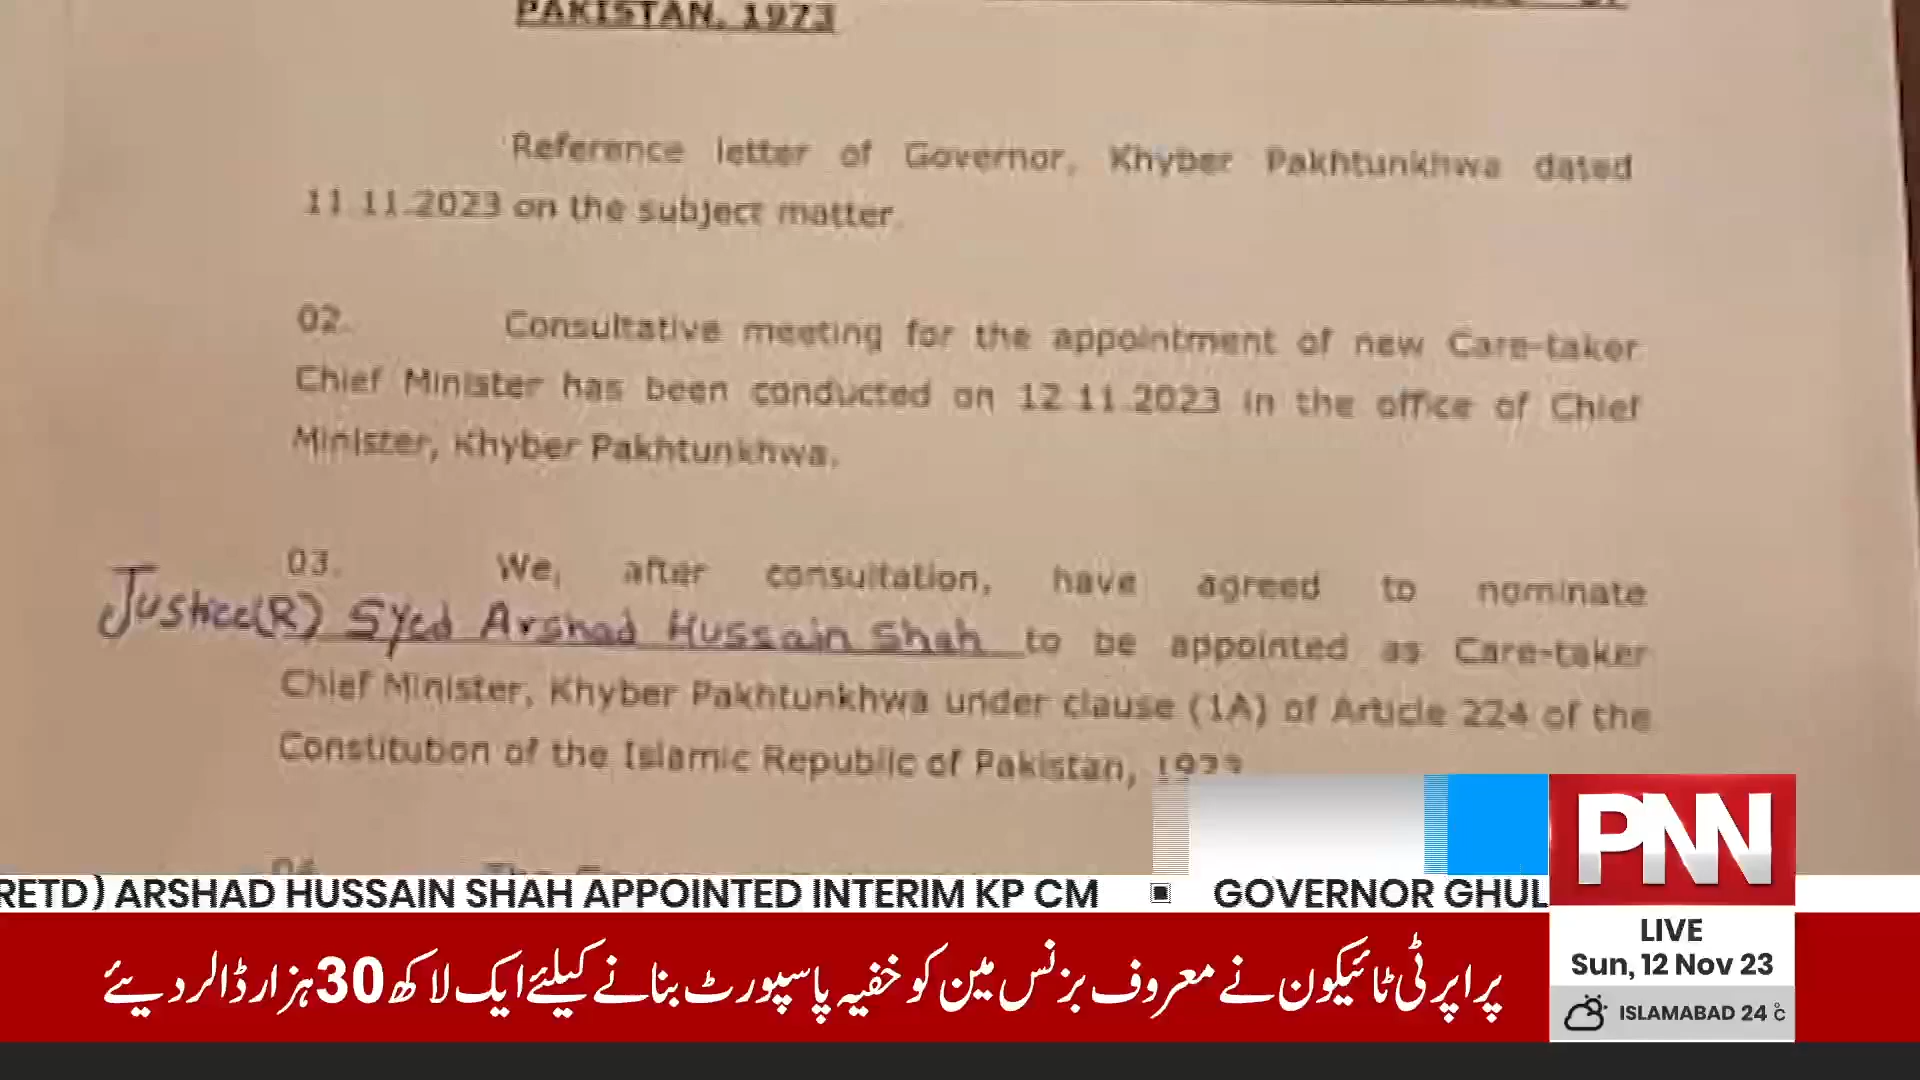 PAKISTAN, 1973
Reference letter of Governor, Khyber Pakhtunkhwa dated
11.11.2023 on the subject matter.
02. Consultative meeting for the appointment of new Care-taker
Chief Minister has been conducted on 12.11.2023 in the office of Chief
Minister, Khyber Pakhtunkhwa.
03. We, after consultation, have agreed to nominate
Justice(R) Syed Arshad Hussain Shah to be appointed as Care-taker
Chief Minister, Khyber Pakhtunkhwa under clause (1A) of Article 224 of the
Constitution of the Islamic Republic of Pakistan, 1973
PNN
RETD) ARSHAD HUSSAIN SHAH APPOINTED INTERIM KP CM ▪ GOVERNOR GHUL
پراپرٹی ٹائیکون نے معروف بزنس مین کو خفیہ پاسپورٹ بنانے کیلئے ایک لاکھ 30 ہزار ڈالر دیئے
LIVE
Sun, 12 Nov 23
ISLAMABAD 24°C